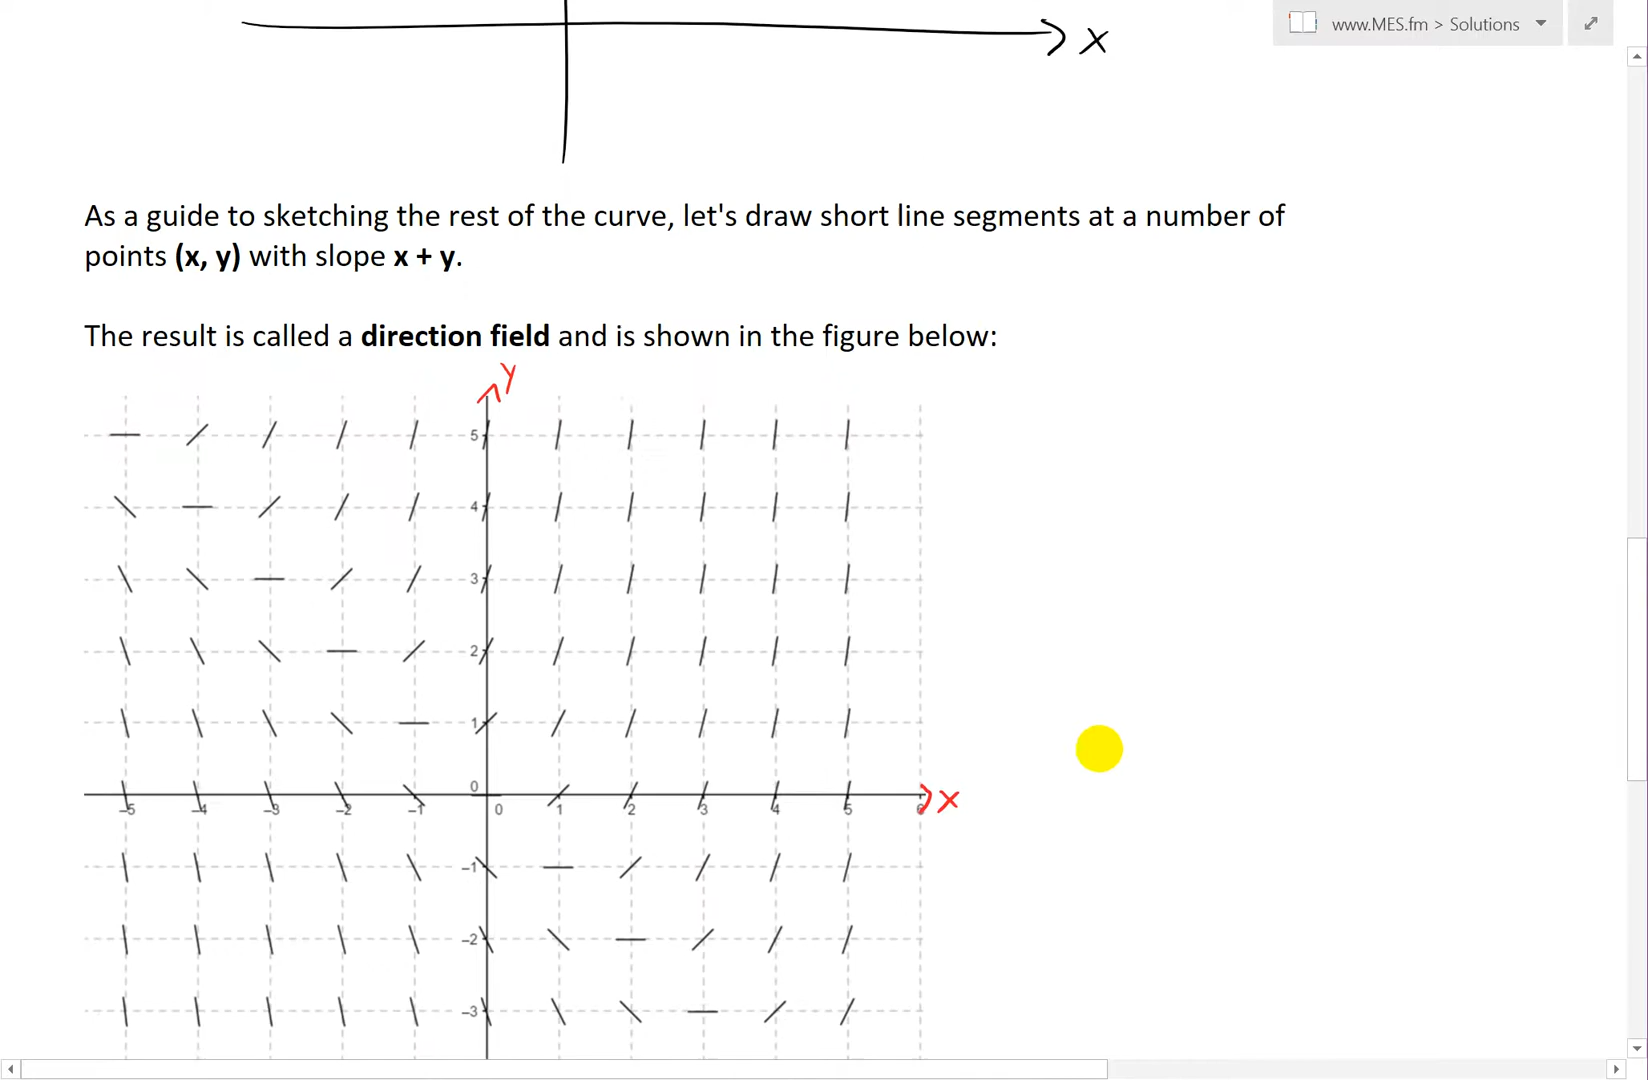 www.MES.fm > Solutions
x
As a guide to sketching the rest of the curve, let's draw short line segments at a number of
points (x, y) with slope x + y.
The result is called a direction field and is shown in the figure below:
y
5
4
3
2
1
0
-5 -4 -3 -2 -1 0 1 2 3 4 5 6 x
-1
-2
-3